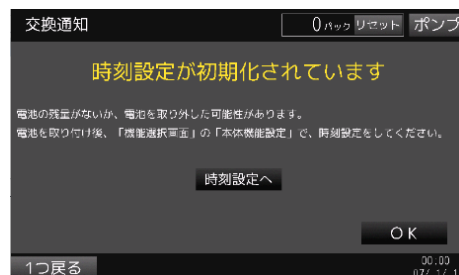 交換通知
0パック リセット ポンプ
時刻設定が初期化されています
電池の残量がないか、電池を取り外した可能性があります。
電池を取り付け後、「機能選択画面」の「本体機能設定」で、時刻設定をしてください。
時刻設定へ
OK
00:00
1つ戻る
07/ 1/ 1